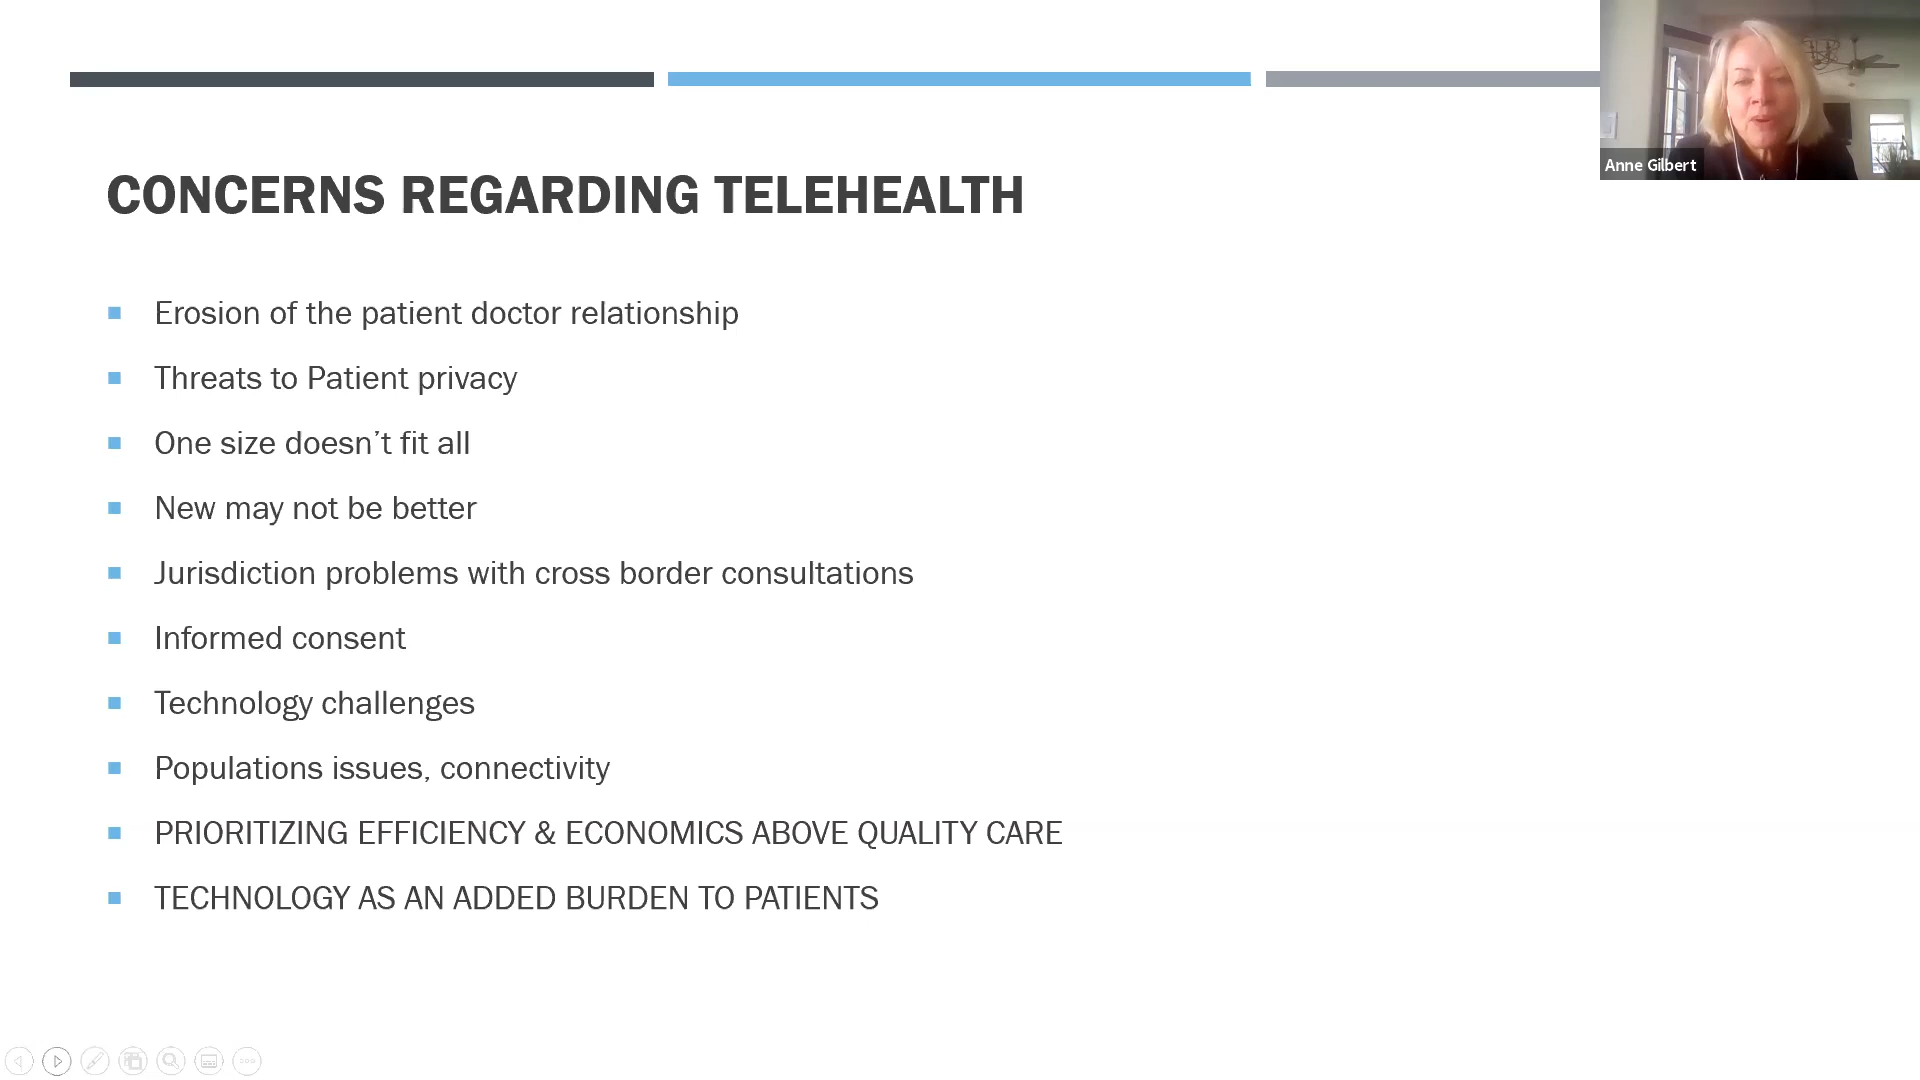 Anne Gilbert
CONCERNS REGARDING TELEHEALTH
Erosion of the patient doctor relationship
Threats to Patient privacy
One size doesn’t fit all
New may not be better
Jurisdiction problems with cross border consultations
Informed consent
Technology challenges
Populations issues, connectivity
PRIORITIZING EFFICIENCY & ECONOMICS ABOVE QUALITY CARE
TECHNOLOGY AS AN ADDED BURDEN TO PATIENTS